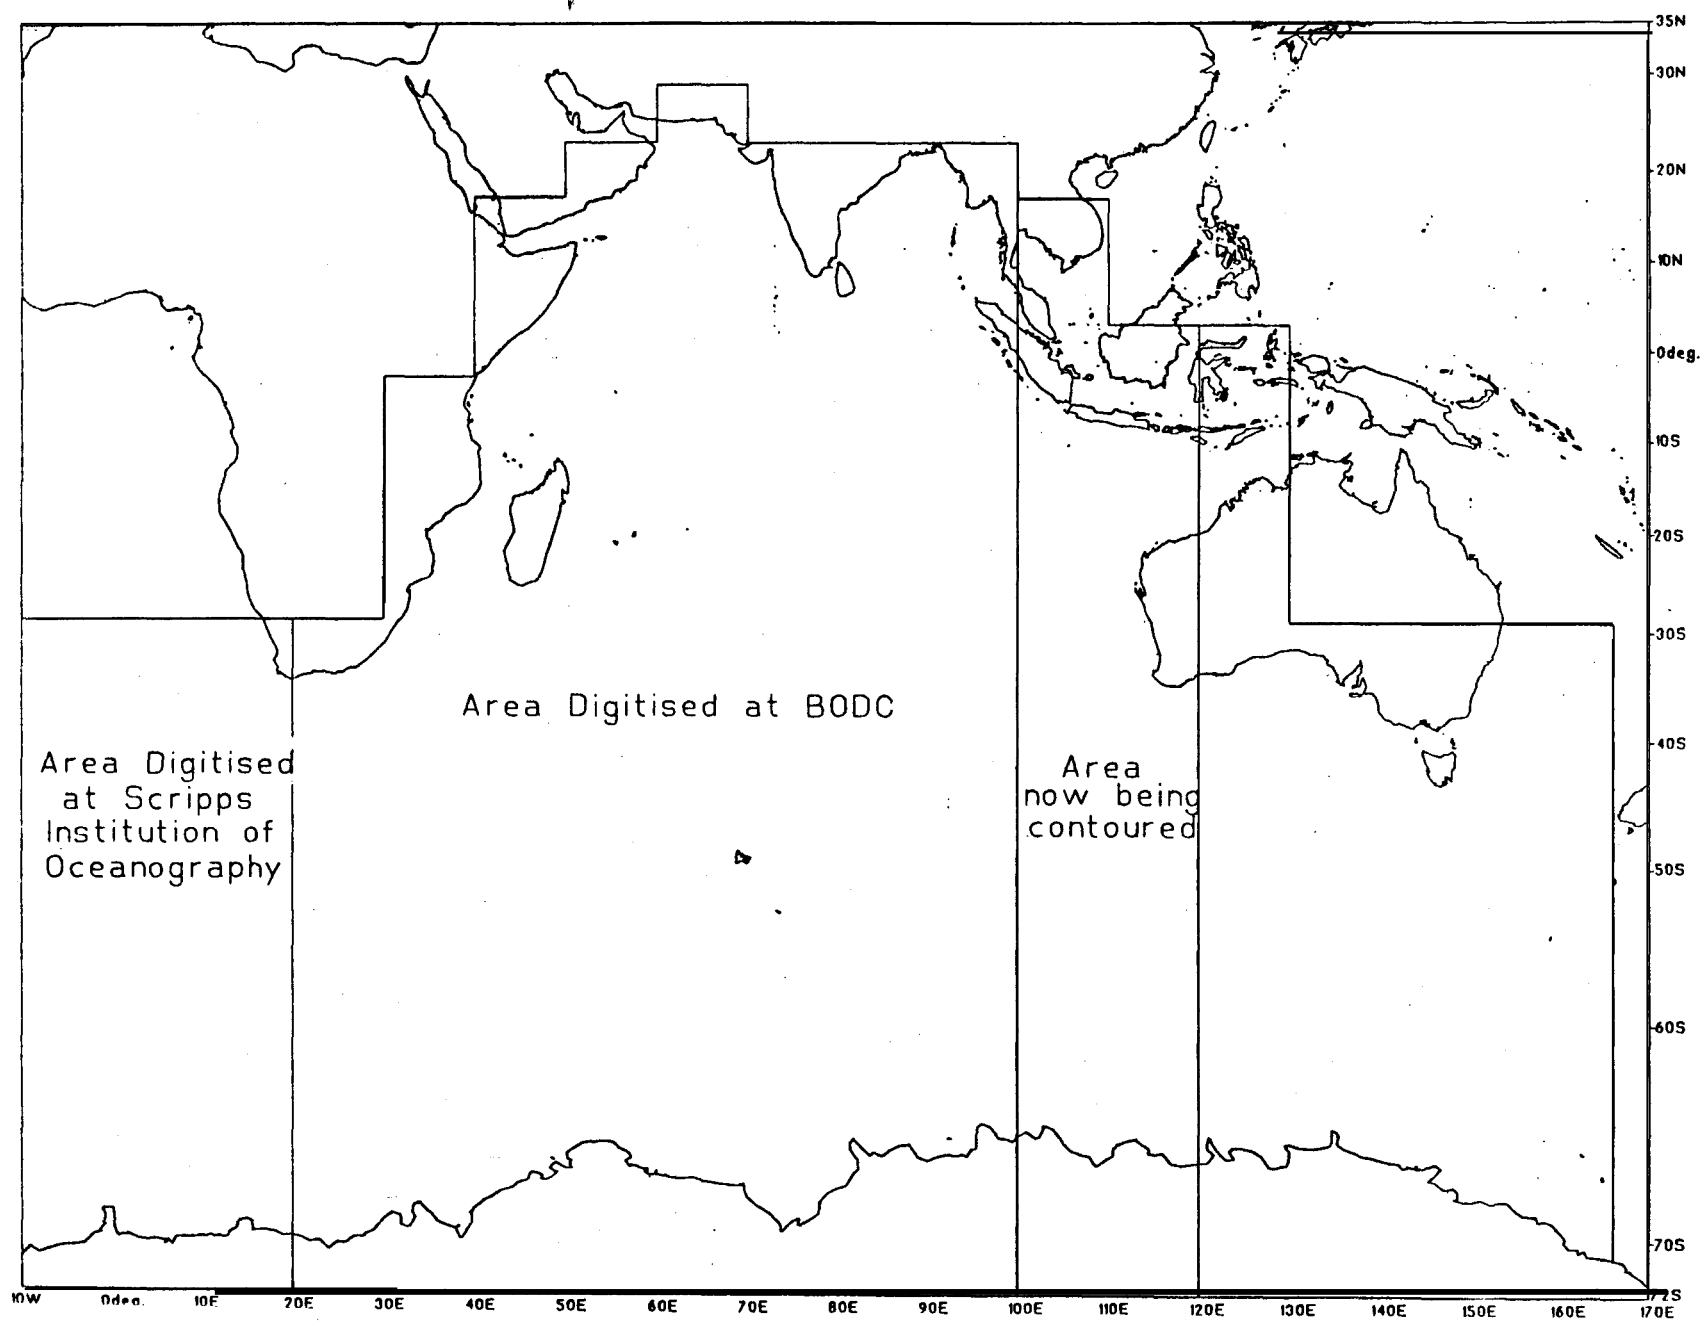 35N
30N
20N
10N
0deg.
10S
20S
30S
Area Digitised at BODC
40S
Area Digitised
at Scripps
Institution of
Oceanography
Area
now being
contoured
50S
60S
70S
72S
10W 0deg. 10E 20E 30E 40E 50E 60E 70E 80E 90E 100E 110E 120E 130E 140E 150E 160E 170E